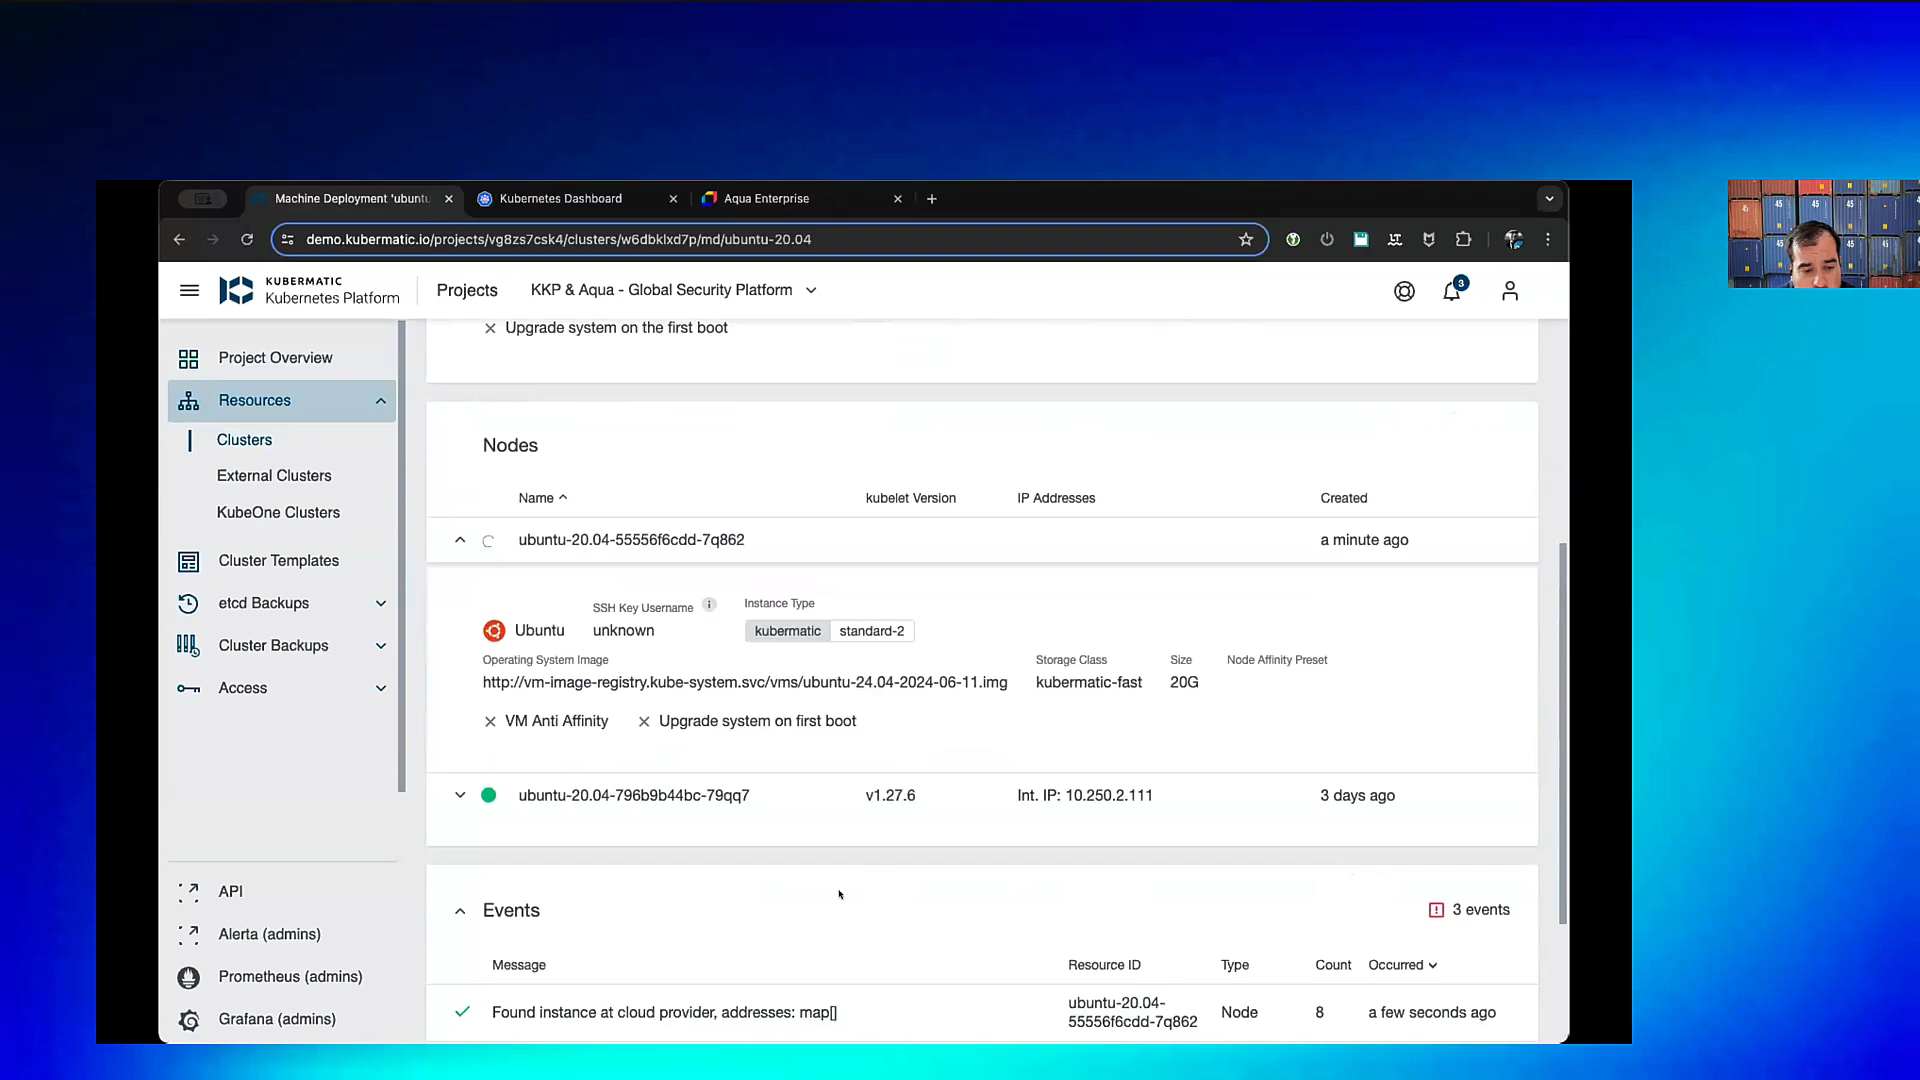 Machine Deployment 'ubuntu
Kubernetes Dashboard
Aqua Enterprise
demo.kubermatic.io/projects/vg8zs7csk4/clusters/w6dbklxd7p/md/ubuntu-20.04
KUBERMATIC
Kubernetes Platform
Projects
KKP & Aqua - Global Security Platform
3
Project Overview
Resources
Clusters
External Clusters
KubeOne Clusters
Cluster Templates
etcd Backups
Cluster Backups
Access
API
Alerta (admins)
Prometheus (admins)
Grafana (admins)
Upgrade system on the first boot
Nodes
Name kubelet Version IP Addresses Created
ubuntu-20.04-55556f6cdd-7q862 a minute ago
Ubuntu
SSH Key Username
unknown
Instance Type
kubermatic standard-2
Operating System Image
http://vm-image-registry.kube-system.svc/vms/ubuntu-24.04-2024-06-11.img
Storage Class
kubermatic-fast
Size
20G
Node Affinity Preset
VM Anti Affinity Upgrade system on first boot
ubuntu-20.04-796b9b44bc-79qq7 v1.27.6 Int. IP: 10.250.2.111 3 days ago
Events 3 events
Message Resource ID Type Count Occurred
Found instance at cloud provider, addresses: map[] ubuntu-20.04-
55556f6cdd-7q862 Node 8 a few seconds ago
45 45 45 45
45 45 45